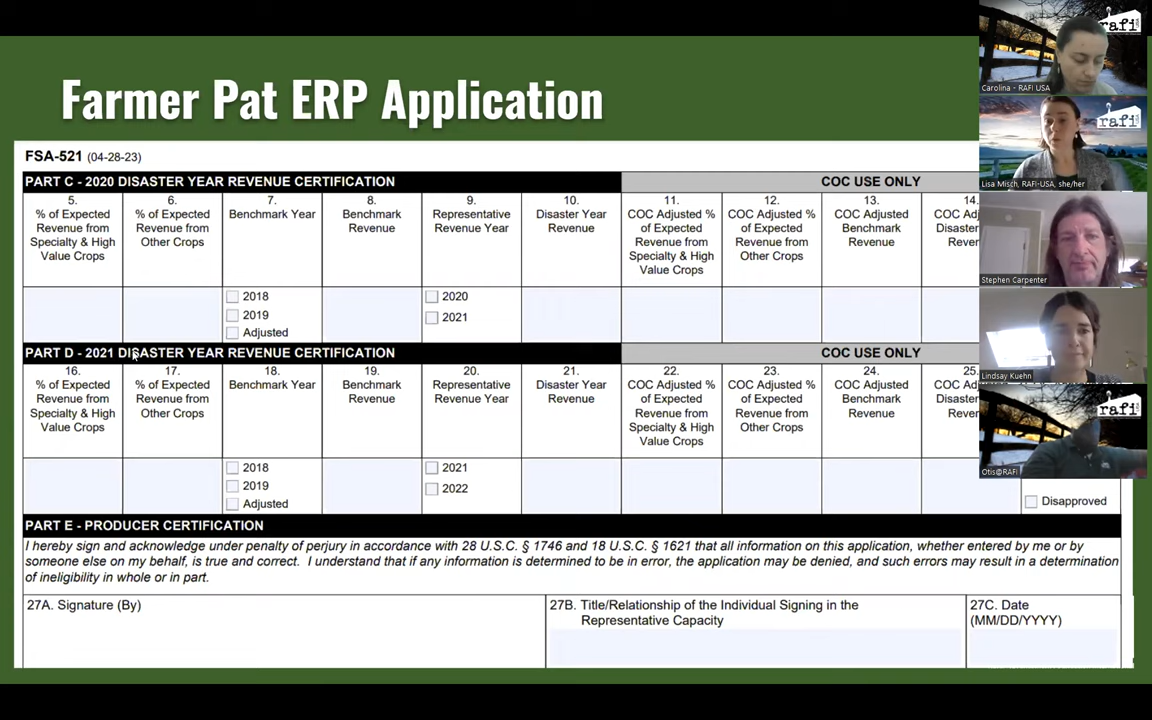 Farmer Pat ERP Application
FSA-521 (04-28-23)
PART C - 2020 DISASTER YEAR REVENUE CERTIFICATION
COC USE ONLY
5.
% of Expected
Revenue from
Specialty & High
Value Crops
6.
% of Expected
Revenue from
Other Crops
7.
Benchmark Year
8.
Benchmark
Revenue
9.
Representative
Revenue Year
10.
Disaster Year
Revenue
11.
COC Adjusted %
of Expected
Revenue from
Specialty & High
Value Crops
12.
COC Adjusted %
of Expected
Revenue from
Other Crops
13.
COC Adjusted
Benchmark
Revenue
14.
COC Ad
Disaster
Rever
2018
2019
Adjusted
2020
2021
PART D - 2021 DISASTER YEAR REVENUE CERTIFICATION
COC USE ONLY
16.
% of Expected
Revenue from
Specialty & High
Value Crops
17.
% of Expected
Revenue from
Other Crops
18.
Benchmark Year
19.
Benchmark
Revenue
20.
Representative
Revenue Year
21.
Disaster Year
Revenue
22.
COC Adjusted %
of Expected
Revenue from
Specialty & High
Value Crops
23.
COC Adjusted %
of Expected
Revenue from
Other Crops
24.
COC Adjusted
Benchmark
Revenue
25.
COC Ad
Disaster
Rever
2018
2019
Adjusted
2021
2022
Disapproved
PART E - PRODUCER CERTIFICATION
I hereby sign and acknowledge under penalty of perjury in accordance with 28 U.S.C. § 1746 and 18 U.S.C. § 1621 that all information on this application, whether entered by me or by
someone else on my behalf, is true and correct. I understand that if any information is determined to be in error, the application may be denied, and such errors may result in a determination
of ineligibility in whole or in part.
27A. Signature (By)
27B. Title/Relationship of the Individual Signing in the
Representative Capacity
27C. Date
(MM/DD/YYYY)
rafi
Carolina - RAFI USA
rafi
Lisa Misch, RAFI-USA, she/her
Stephen Carpenter
Lindsay Kuehn
rafi
Otis@RAFI